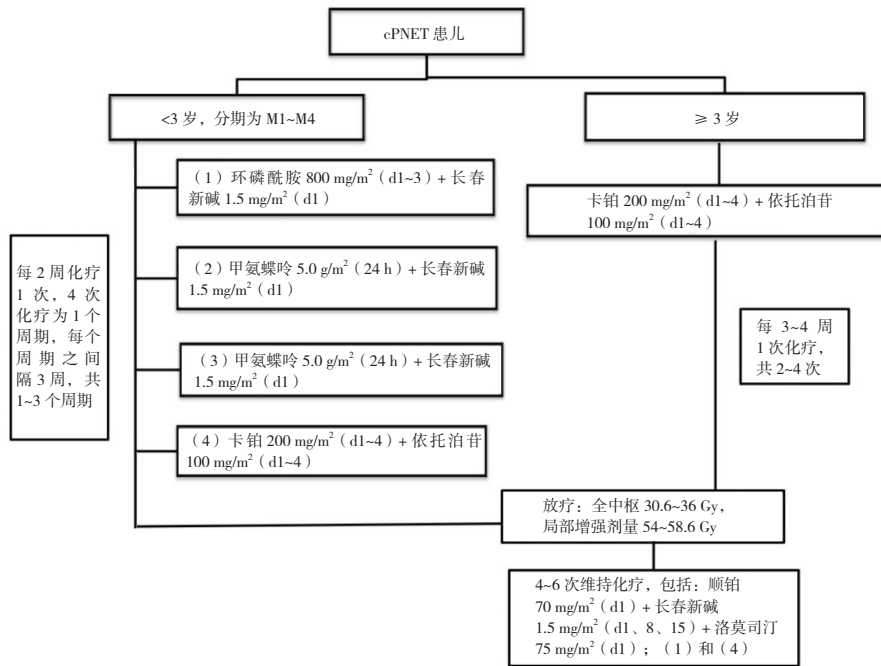 cPNET 患儿
<3 岁，分期为 M1~M4
≥ 3 岁
（1）环磷酰胺 800 mg/m²（d1~3）+ 长春
新碱 1.5 mg/m²（d1）
卡铂 200 mg/m²（d1~4）+ 依托泊苷
100 mg/m²（d1~4）
每 2 周化疗
1 次，4 次
化疗为 1 个
周期，每个
周期之间
隔 3 周，共
1~3 个周期
（2）甲氨蝶呤 5.0 g/m²（24 h）+ 长春新碱
1.5 mg/m²（d1）
（3）甲氨蝶呤 5.0 g/m²（24 h）+ 长春新碱
1.5 mg/m²（d1）
每 3~4 周
1 次化疗，
共 2~4 次
（4）卡铂 200 mg/m²（d1~4）+ 依托泊苷
100 mg/m²（d1~4）
放疗：全中枢 30.6~36 Gy，
局部增强剂量 54~58.6 Gy
4~6 次维持化疗，包括：顺铂
70 mg/m²（d1）+ 长春新碱
1.5 mg/m²（d1、8、15）+ 洛莫司汀
75 mg/m²（d1）；（1）和（4）